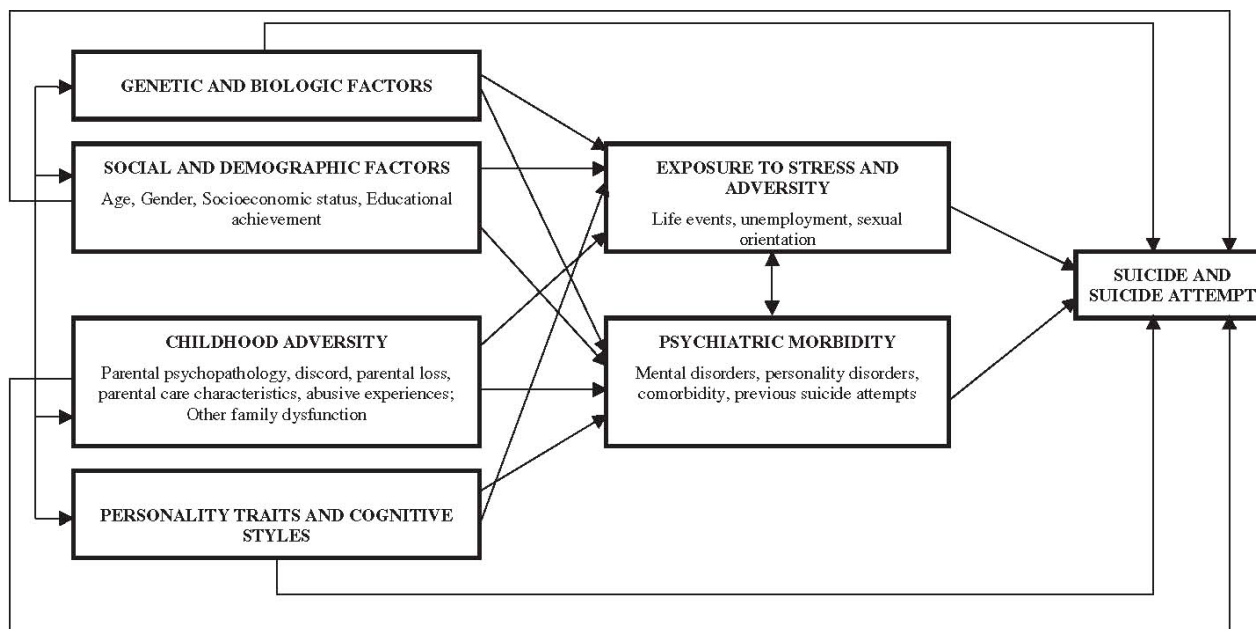 GENETIC AND BIOLOGIC FACTORS
SOCIAL AND DEMOGRAPHIC FACTORS
Age, Gender, Socioeconomic status, Educational
achievement
CHILDHOOD ADVERSITY
Parental psychopathology, discord, parental loss,
parental care characteristics, abusive experiences;
Other family dysfunction
PERSONALITY TRAITS AND COGNITIVE
STYLES
EXPOSURE TO STRESS AND
ADVERSITY
Life events, unemployment, sexual
orientation
PSYCHIATRIC MORBIDITY
Mental disorders, personality disorders,
comorbidity, previous suicide attempts
SUICIDE AND
SUICIDE ATTEMPT